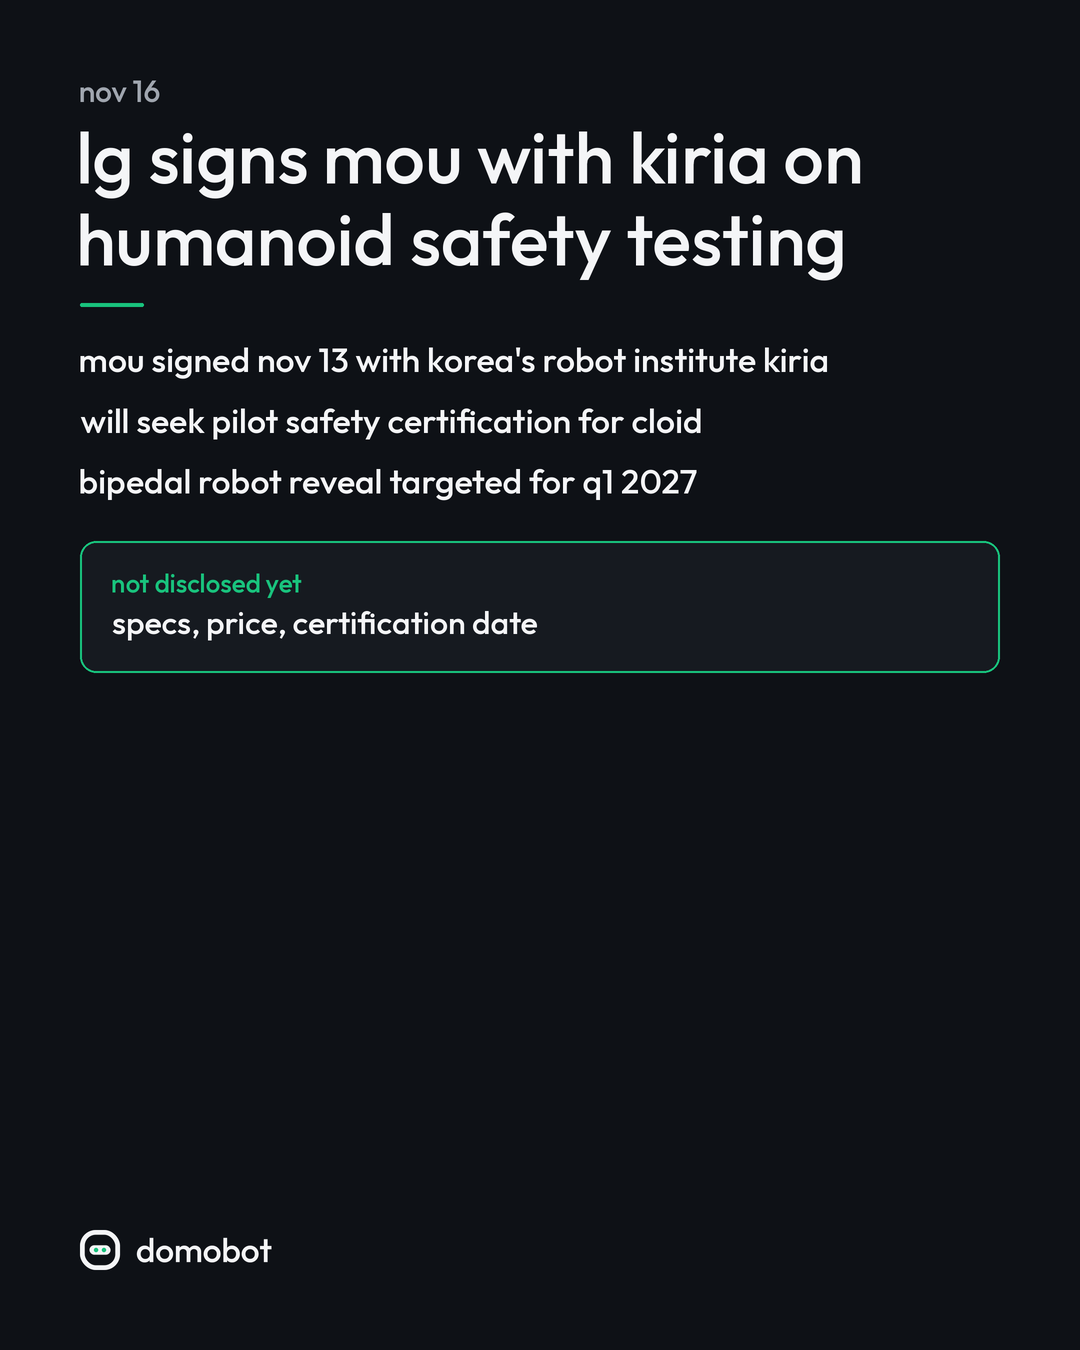 nov 16
lg signs mou with kiria on
humanoid safety testing
mou signed nov 13 with korea's robot institute kiria
will seek pilot safety certification for cloid
bipedal robot reveal targeted for q1 2027
not disclosed yet
specs, price, certification date
domobot